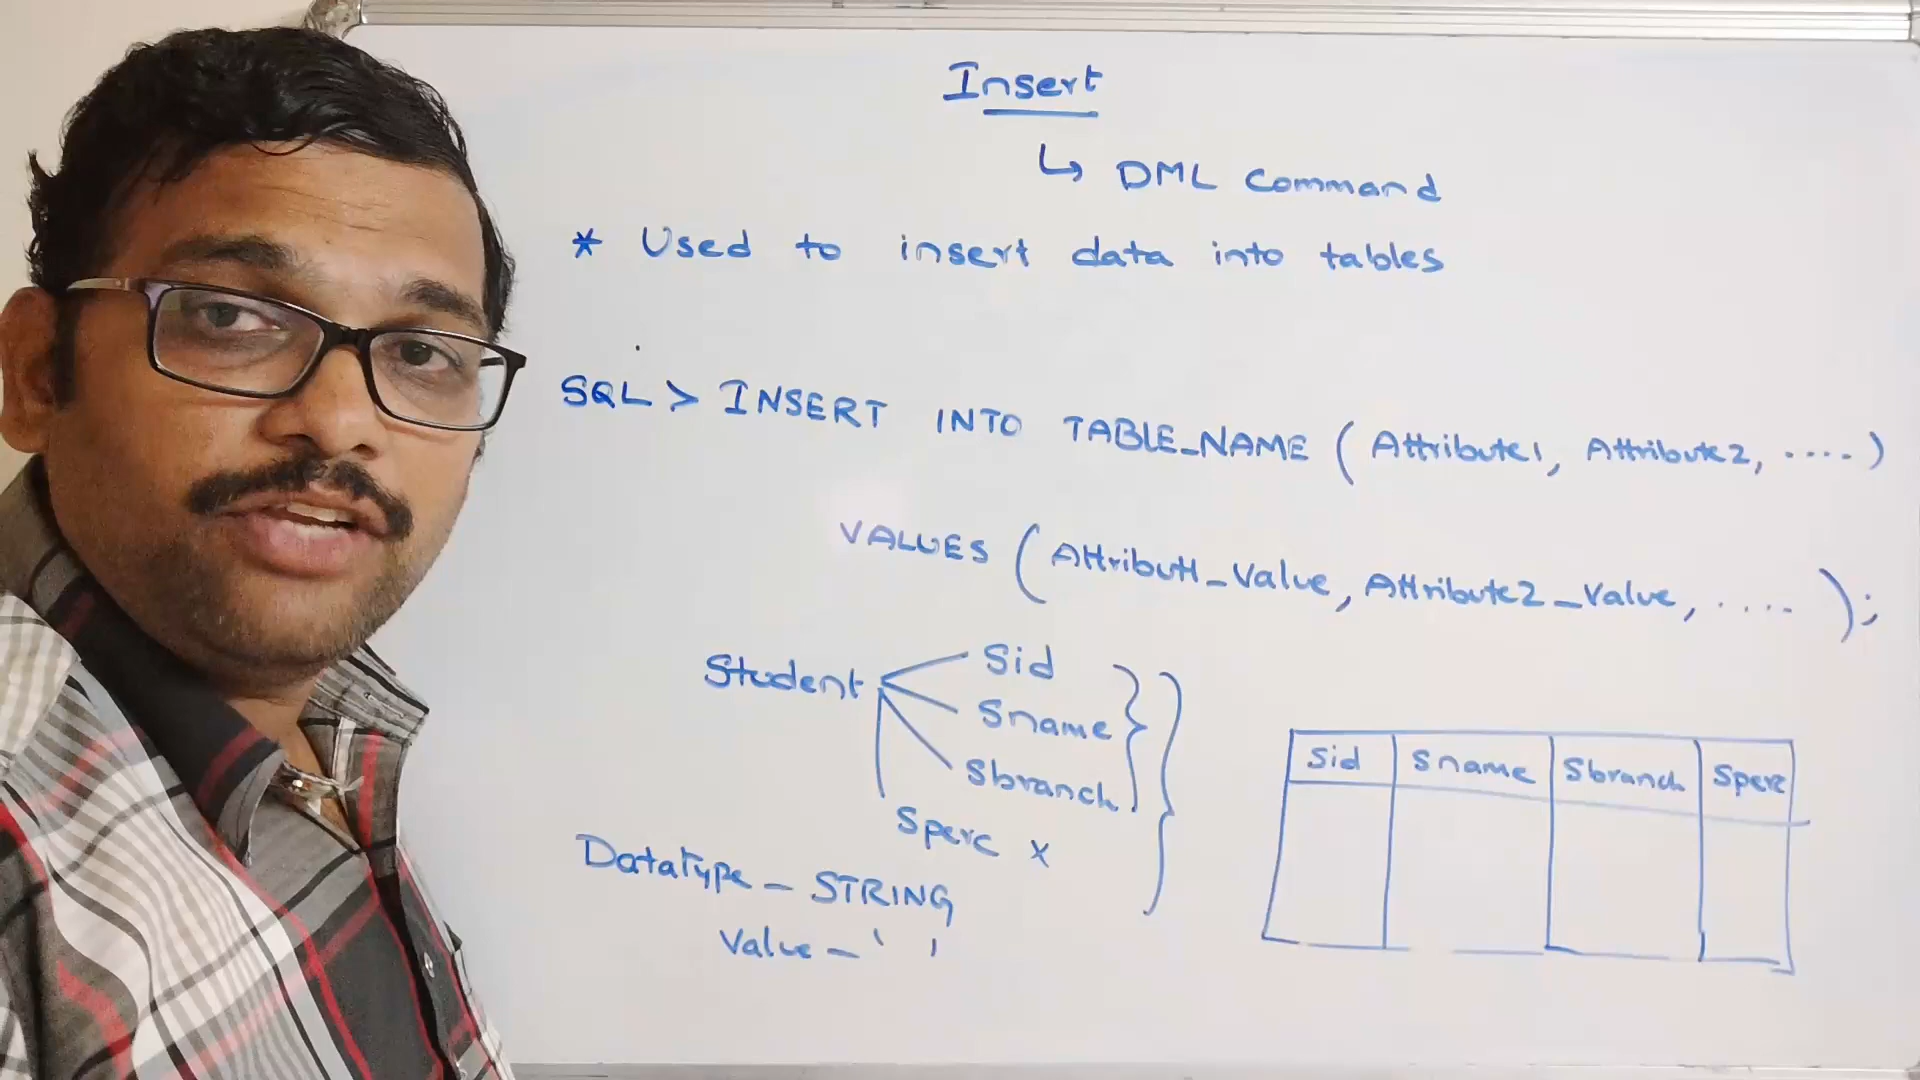 Insert
↳ DML Command
* Used to insert data into tables
SQL > INSERT INTO TABLE_NAME (Attribute1, Attribute2, ....)
VALUES (Attribut1_Value, Attribute2_Value, .... );
Student
Sid
Sname
Sbranch
Sperc x
Sid Sname Sbranch Sperc
Datatype - STRING
Value - ' '